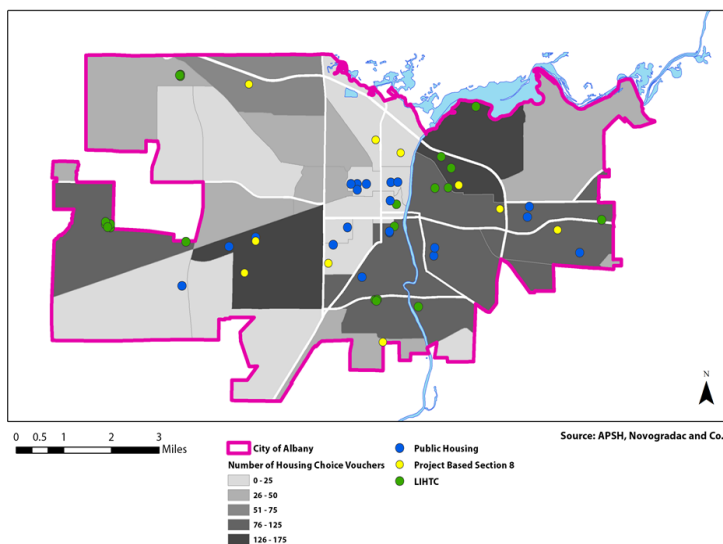 N
0 0.5 1 2 3
Miles
City of Albany
Number of Housing Choice Vouchers
0 - 25
26 - 50
51 - 75
76 - 125
126 - 175
Public Housing
Project Based Section 8
LIHTC
Source: APSH, Novogradac and Co.